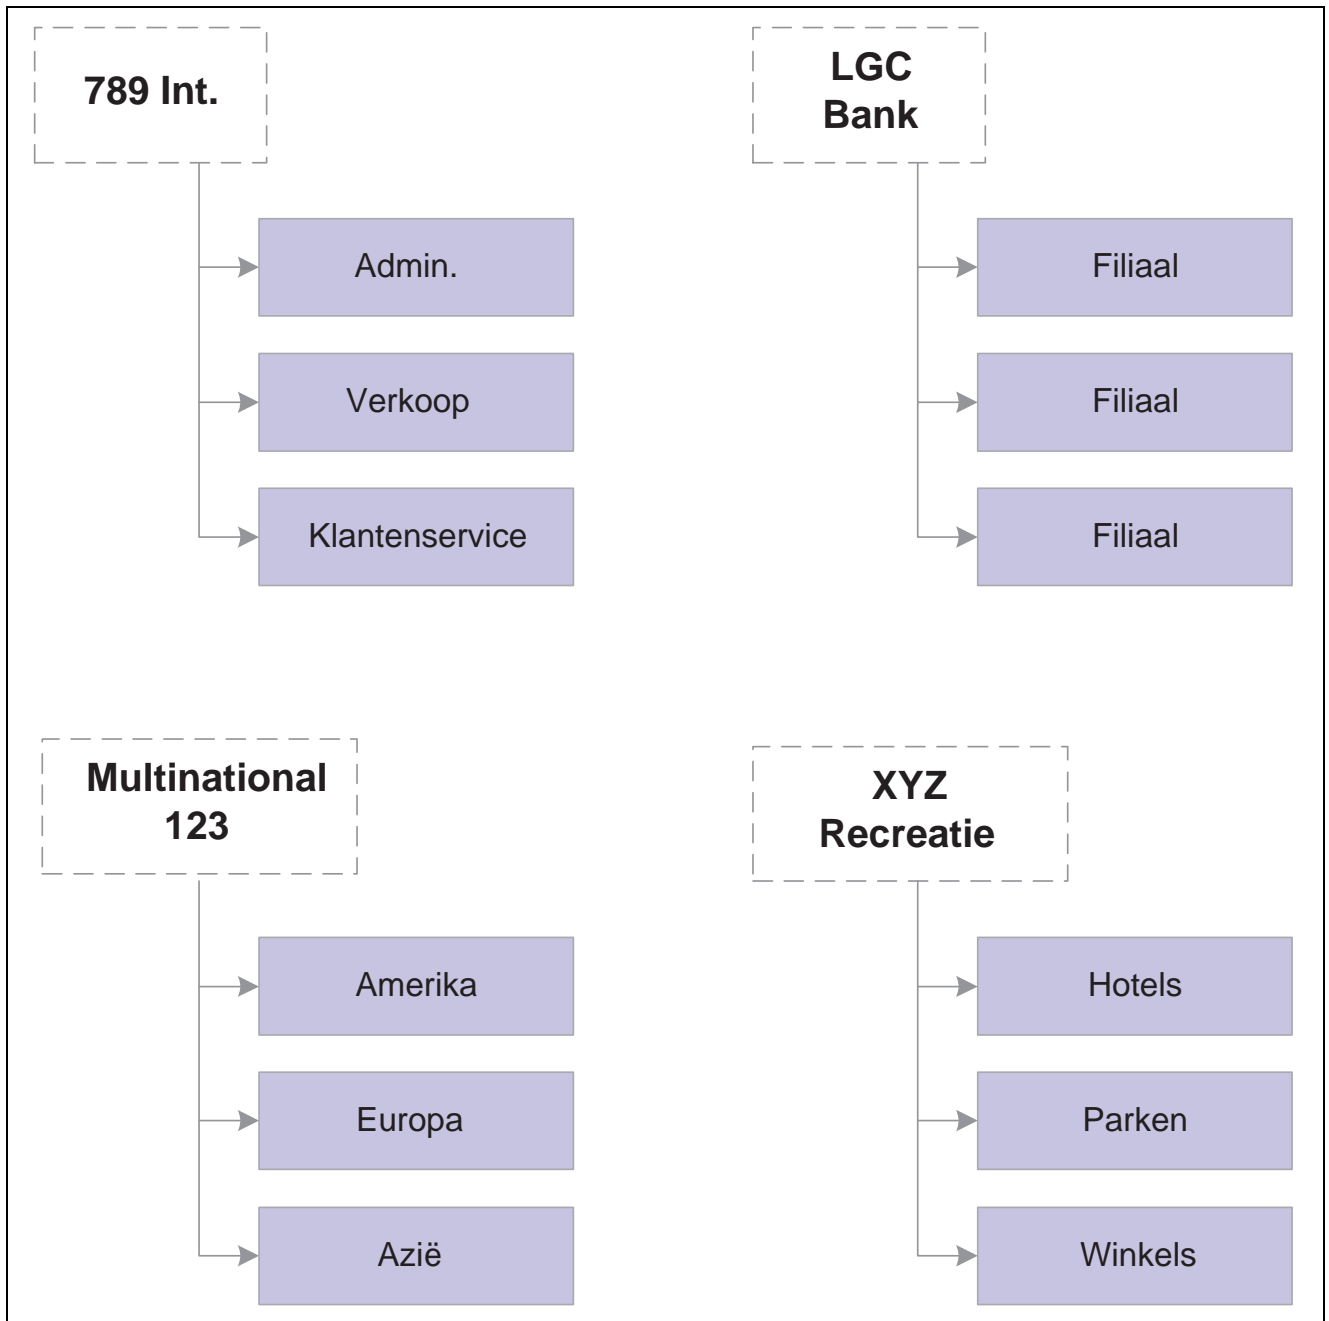 789 Int.
Admin.
Verkoop
Klantenservice
LGC
Bank
Filiaal
Filiaal
Filiaal
Multinational
123
Amerika
Europa
Azië
XYZ
Recreatie
Hotels
Parken
Winkels